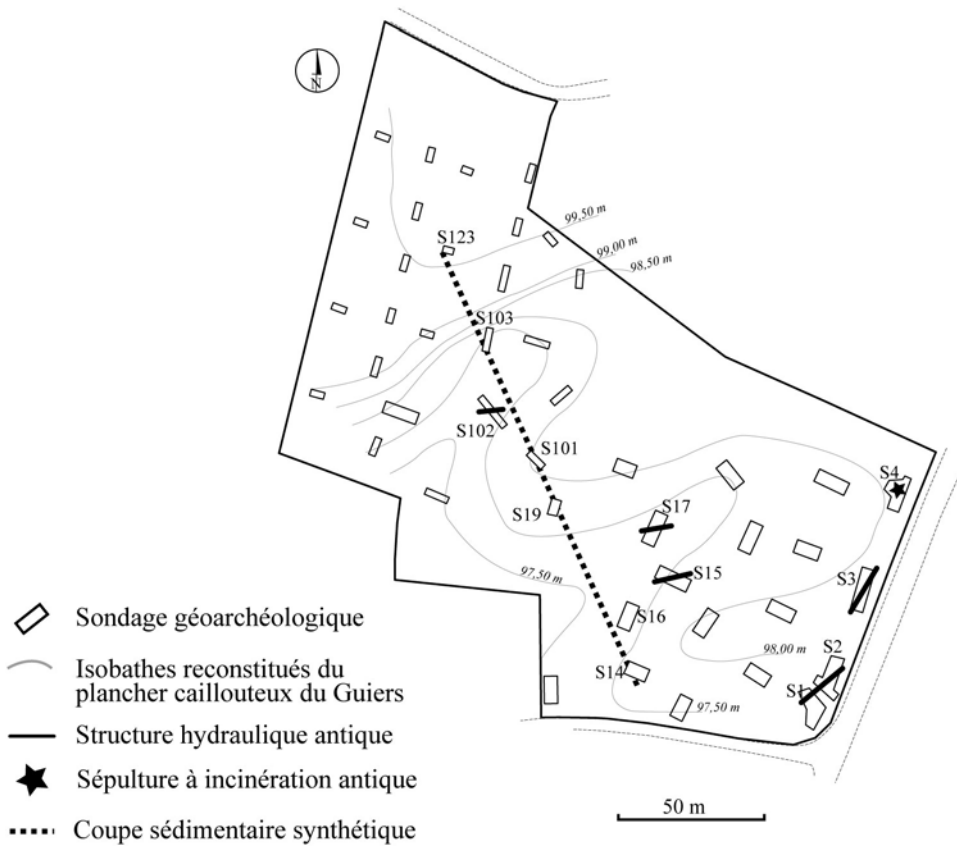 N
99,50 m
S123
99,00 m
98,50 m
S103
S102
S101
S4
S17
S19
S15
S3
97,50 m
S16
S2
98,00 m
S14
S1
97,50 m
Sondage géoarchéologique
Isobathes reconstitués du
plancher caillouteux du Guiers
Structure hydraulique antique
Sépulture à incinération antique
Coupe sédimentaire synthétique
50 m